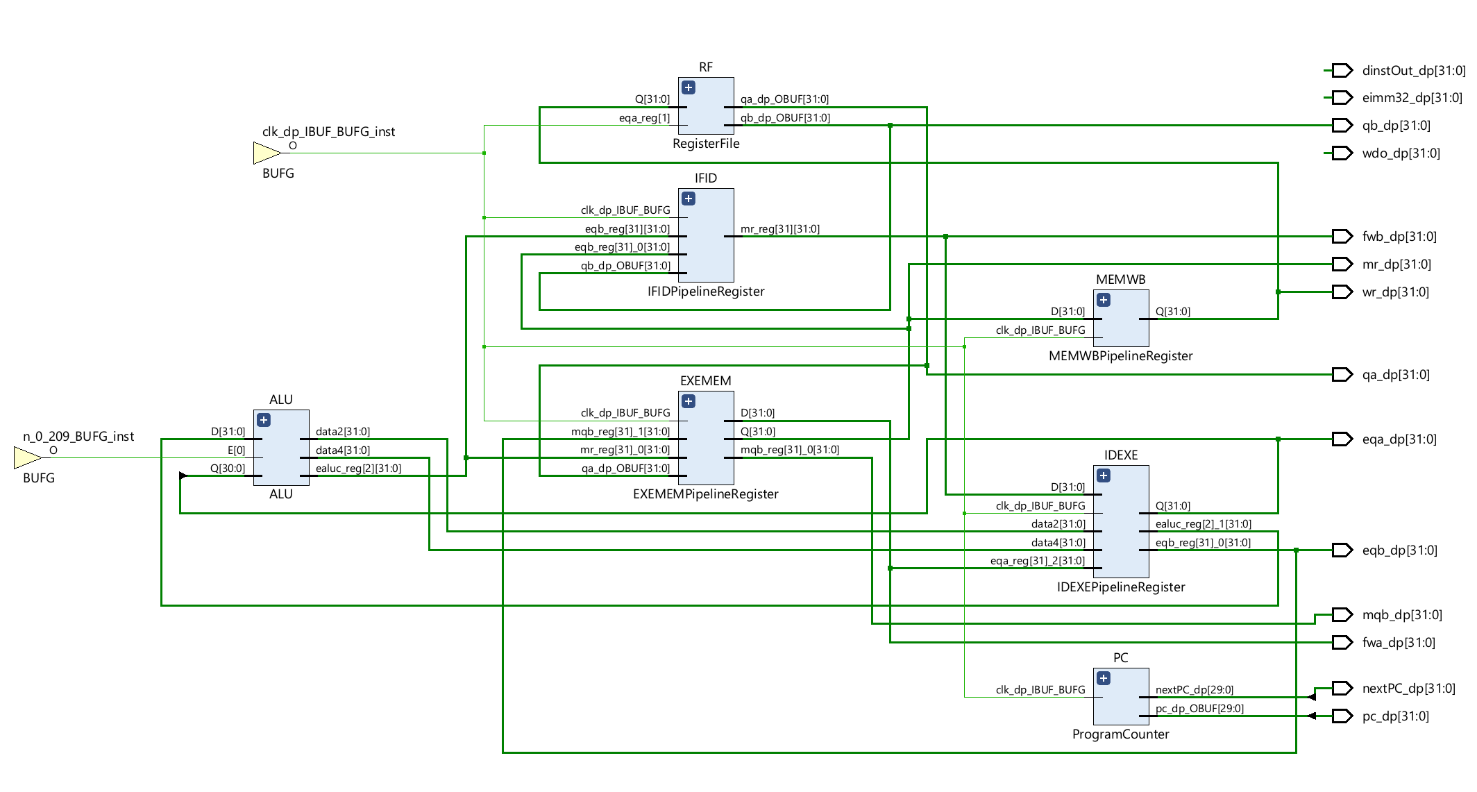 RF
Q[31:0]
eqa_reg[1]
qa_dp_OBUF[31:0]
qb_dp_OBUF[31:0]
RegisterFile
clk_dp_IBUF_BUFG_inst
O
BUFG
IFID
clk_dp_IBUF_BUFG
eqb_reg[31][31:0]
eqb_reg[31]_0[31:0]
qb_dp_OBUF[31:0]
mr_reg[31][31:0]
IFIDPipelineRegister
MEMWB
D[31:0]
clk_dp_IBUF_BUFG
Q[31:0]
MEMWBPipelineRegister
EXEMEM
clk_dp_IBUF_BUFG
mqb_reg[31]_1[31:0]
mr_reg[31]_0[31:0]
qa_dp_OBUF[31:0]
D[31:0]
Q[31:0]
mqb_reg[31]_0[31:0]
EXEMEMPipelineRegister
n_0_209_BUFG_inst
O
BUFG
ALU
D[31:0]
E[0]
Q[30:0]
data2[31:0]
data4[31:0]
ealuc_reg[2][31:0]
ALU
IDEXE
D[31:0]
clk_dp_IBUF_BUFG
data2[31:0]
data4[31:0]
eqa_reg[31]_2[31:0]
Q[31:0]
ealuc_reg[2]_1[31:0]
eqb_reg[31]_0[31:0]
IDEXEPipelineRegister
PC
clk_dp_IBUF_BUFG
nextPC_dp[29:0]
pc_dp_OBUF[29:0]
ProgramCounter
dinstOut_dp[31:0]
eimm32_dp[31:0]
qb_dp[31:0]
wdo_dp[31:0]
fwb_dp[31:0]
mr_dp[31:0]
wr_dp[31:0]
qa_dp[31:0]
eqa_dp[31:0]
eqb_dp[31:0]
mqb_dp[31:0]
fwa_dp[31:0]
nextPC_dp[31:0]
pc_dp[31:0]